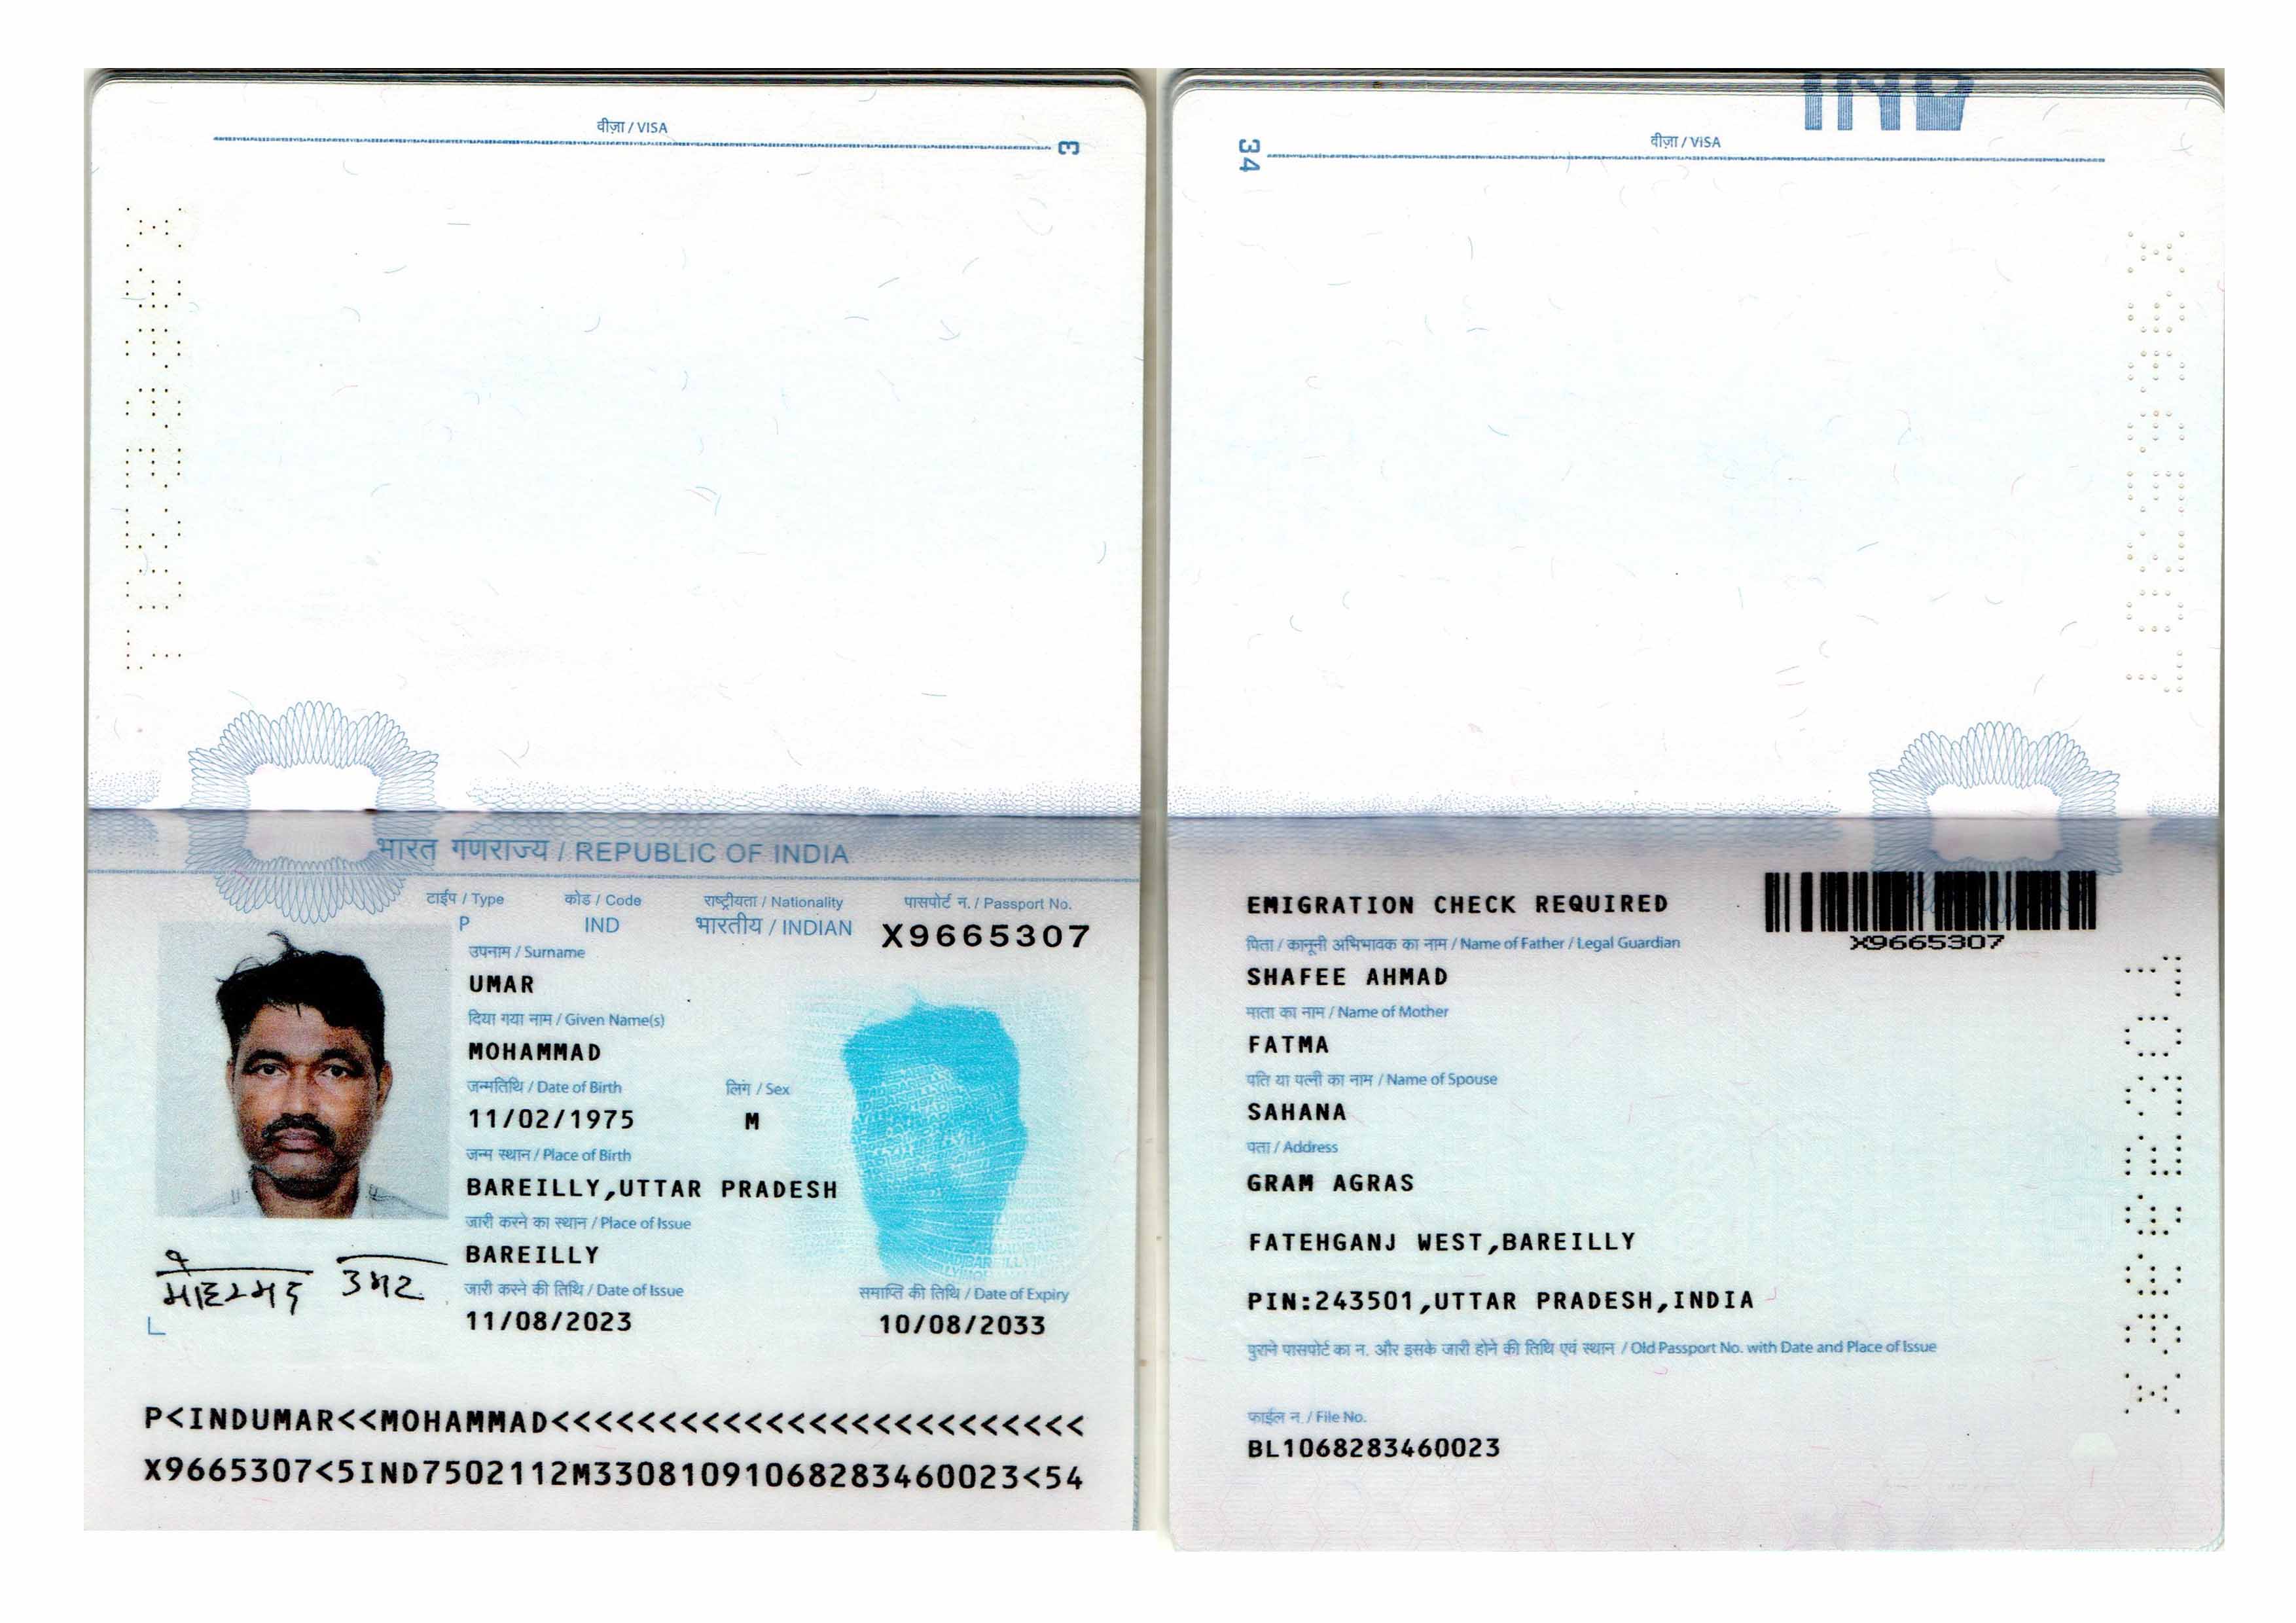 वीज़ा / VISA
3
भारत गणराज्य / REPUBLIC OF INDIA
टाईप / Type कोड / Code राष्ट्रीयता / Nationality पासपोर्ट न. / Passport No.
P IND भारतीय / INDIAN X9665307
उपनाम / Surname
UMAR
दिया गया नाम / Given Name(s)
MOHAMMAD
जन्मतिथि / Date of Birth लिंग / Sex
11/02/1975 M
जन्म स्थान / Place of Birth
BAREILLY,UTTAR PRADESH
जारी करने का स्थान / Place of Issue
BAREILLY
मोहम्मद उमर
जारी करने की तिथि / Date of Issue समाप्ति की तिथि / Date of Expiry
11/08/2023 10/08/2033
P<INDUMAR<<MOHAMMAD<<<<<<<<<<<<<<<<<<<<<<<<<
X9665307<5IND7502112M33081091068283460023<54
IND
34
वीज़ा / VISA
EMIGRATION CHECK REQUIRED
X9665307
पिता / कानूनी अभिभावक का नाम / Name of Father / Legal Guardian
SHAFEE AHMAD
माता का नाम / Name of Mother
FATMA
पति या पत्नी का नाम / Name of Spouse
SAHANA
पता / Address
GRAM AGRAS
FATEHGANJ WEST,BAREILLY
PIN:243501,UTTAR PRADESH,INDIA
पुराने पासपोर्ट का न. और इसके जारी होने की तिथि एवं स्थान / Old Passport No. with Date and Place of Issue
फाईल न. / File No.
BL1068283460023
X9665307